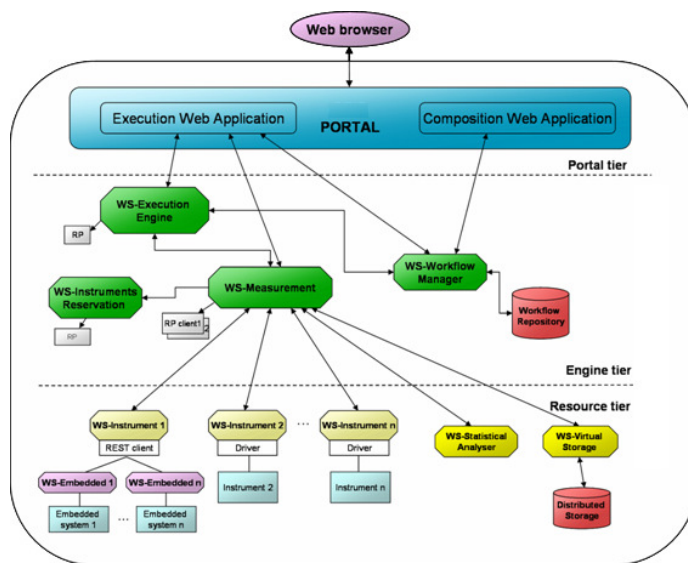 Web browser
Execution Web Application
PORTAL
Composition Web Application
Portal tier
WS-Execution
Engine
RP
WS-Workflow
Manager
WS-Instruments
Reservation
WS-Measurement
RP
RP client1
2
Workflow
Repository
Engine tier
Resource tier
WS-Instrument 1
WS-Instrument 2
...
WS-Instrument n
WS-Statistical
Analyser
WS-Virtual
Storage
REST client
Driver
Driver
WS-Embedded 1
WS-Embedded n
Instrument 2
Instrument n
Embedded
system 1
...
Embedded
system n
Distributed
Storage